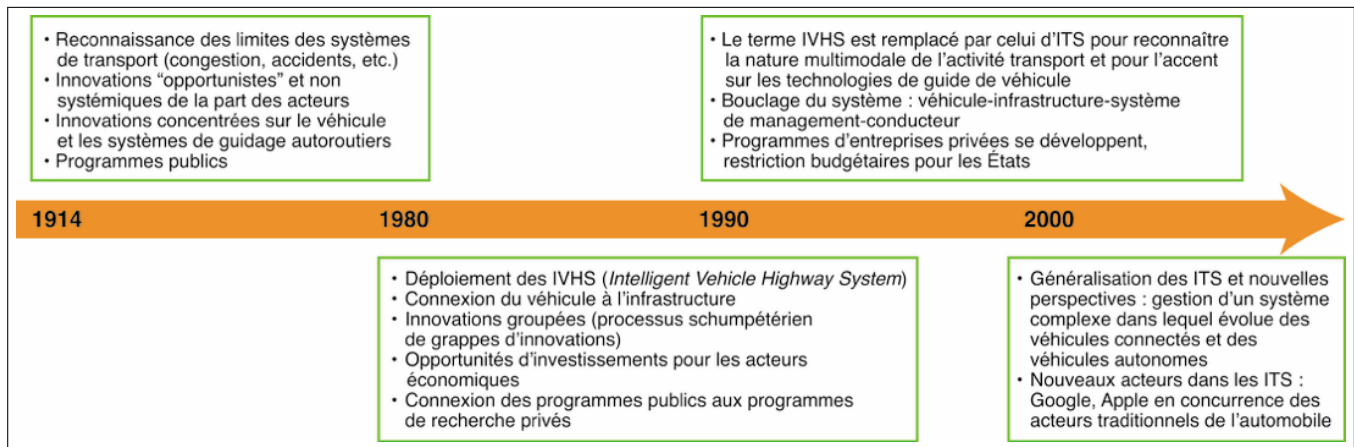 • Reconnaissance des limites des systèmes
de transport (congestion, accidents, etc.)
• Innovations “opportunistes” et non
systémiques de la part des acteurs
• Innovations concentrées sur le véhicule
et les systèmes de guidage autoroutiers
• Programmes publics
• Le terme IVHS est remplacé par celui d’ITS pour reconnaître
la nature multimodale de l’activité transport et pour l’accent
sur les technologies de guide de véhicule
• Bouclage du système : véhicule-infrastructure-système
de management-conducteur
• Programmes d’entreprises privées se développent,
restriction budgétaires pour les États
1914 1980 1990 2000
• Déploiement des IVHS (Intelligent Vehicle Highway System)
• Connexion du véhicule à l’infrastructure
• Innovations groupées (processus schumpétérien
de grappes d’innovations)
• Opportunités d’investissements pour les acteurs
économiques
• Connexion des programmes publics aux programmes
de recherche privés
• Généralisation des ITS et nouvelles
perspectives : gestion d’un système
complexe dans lequel évolue des
véhicules connectés et des
véhicules autonomes
• Nouveaux acteurs dans les ITS :
Google, Apple en concurrence des
acteurs traditionnels de l’automobile